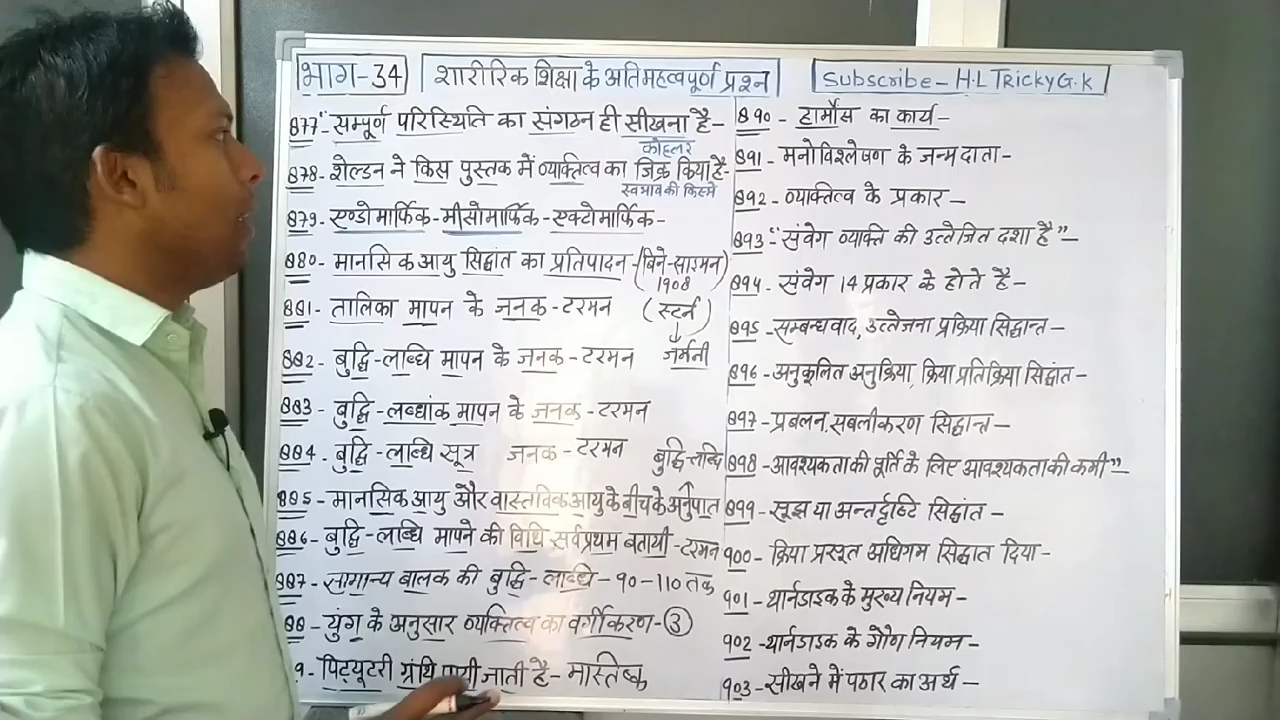 भाग-34
शारीरिक शिक्षा के अतिमहत्वपूर्ण प्रश्न
Subscribe - H.L TRICKY G.K
877- "सम्पूर्ण परिस्थिति का संगठन ही सीखना है-
कोहलर
878- शेल्डन ने किस पुस्तक में व्यक्तित्व का जिक्र किया है-
स्वभाव की किस्में
879- एण्डोमार्फिक-मीसोमार्फिक-एक्टोमार्फिक-
880- मानसिक आयु सिद्वांत का प्रतिपादन-(बिने-साइमन)
1908
881- तालिका मापन के जनक - टरमन (स्टर्न)
↓
882- बुद्धि-लब्धि मापन के जनक - टरमन जर्मनी
883- बुद्धि-लब्धांक मापन के जनक - टरमन
884- बुद्धि-लब्धि सूत्र जनक-टरमन बुद्धि-लब्धि
885- मानसिक आयु और वास्तविक आयु के बीच के अनुपात
886- बुद्धि-लब्धि मापने की विधि सर्वप्रथम बतायी-टरमन
887- सामान्य बालक की बुद्धि-लब्धि-90-110 तक
88- युंग के अनुसार व्यक्तित्व का वर्गीकरण-③
9- पिट्यूटरी ग्रंथि पायी जाती है- मास्तिष्क
890- हार्मोंस का कार्य-
891- मनोविश्लेषण के जन्मदाता-
892- व्यक्तित्व के प्रकार-
893- "संवेग व्यक्ति की उत्तेजित दशा है"-
894- संवेग 14 प्रकार के होते है-
895- सम्बन्धवाद, उत्तेजना प्रक्रिया सिद्वान्त-
896- अनुकूलित अनुक्रिया, क्रिया प्रतिक्रिया सिद्वांत-
897- प्रबलन, सबलीकरण सिद्वान्त-
898- आवश्यकता की पूर्ति के लिए आवश्यकता की कमी"-
899- सूझ या अन्तर्दृष्टि सिद्वांत-
900- क्रिया प्रसूत अधिगम सिद्वांत दिया-
901- थार्नडाइक के मुख्य नियम-
902- थार्नडाइक के गौण नियम-
903- सीखने में पठार का अर्थ-